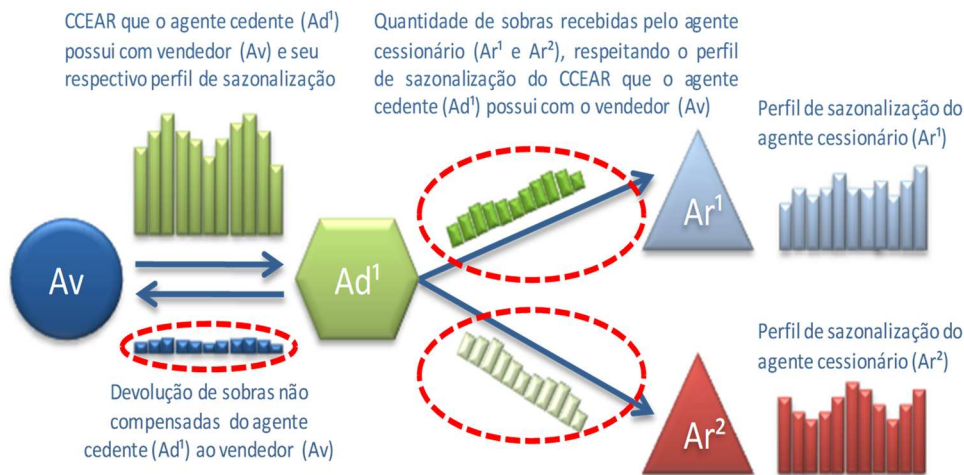 CCEAR que o agente cedente (Ad¹)
possui com vendedor (Av) e seu
respectivo perfil de sazonalização
Quantidade de sobras recebidas pelo agente
cessionário (Ar¹ e Ar²), respeitando o perfil
de sazonalização do CCEAR que o agente
cedente (Ad¹) possui com o vendedor (Av)
Perfil de sazonalização do
agente cessionário (Ar¹)
Av
Ad¹
Ar¹
Devolução de sobras não
compensadas do agente
cedente (Ad¹) ao vendedor (Av)
Perfil de sazonalização do
agente cessionário (Ar²)
Ar²